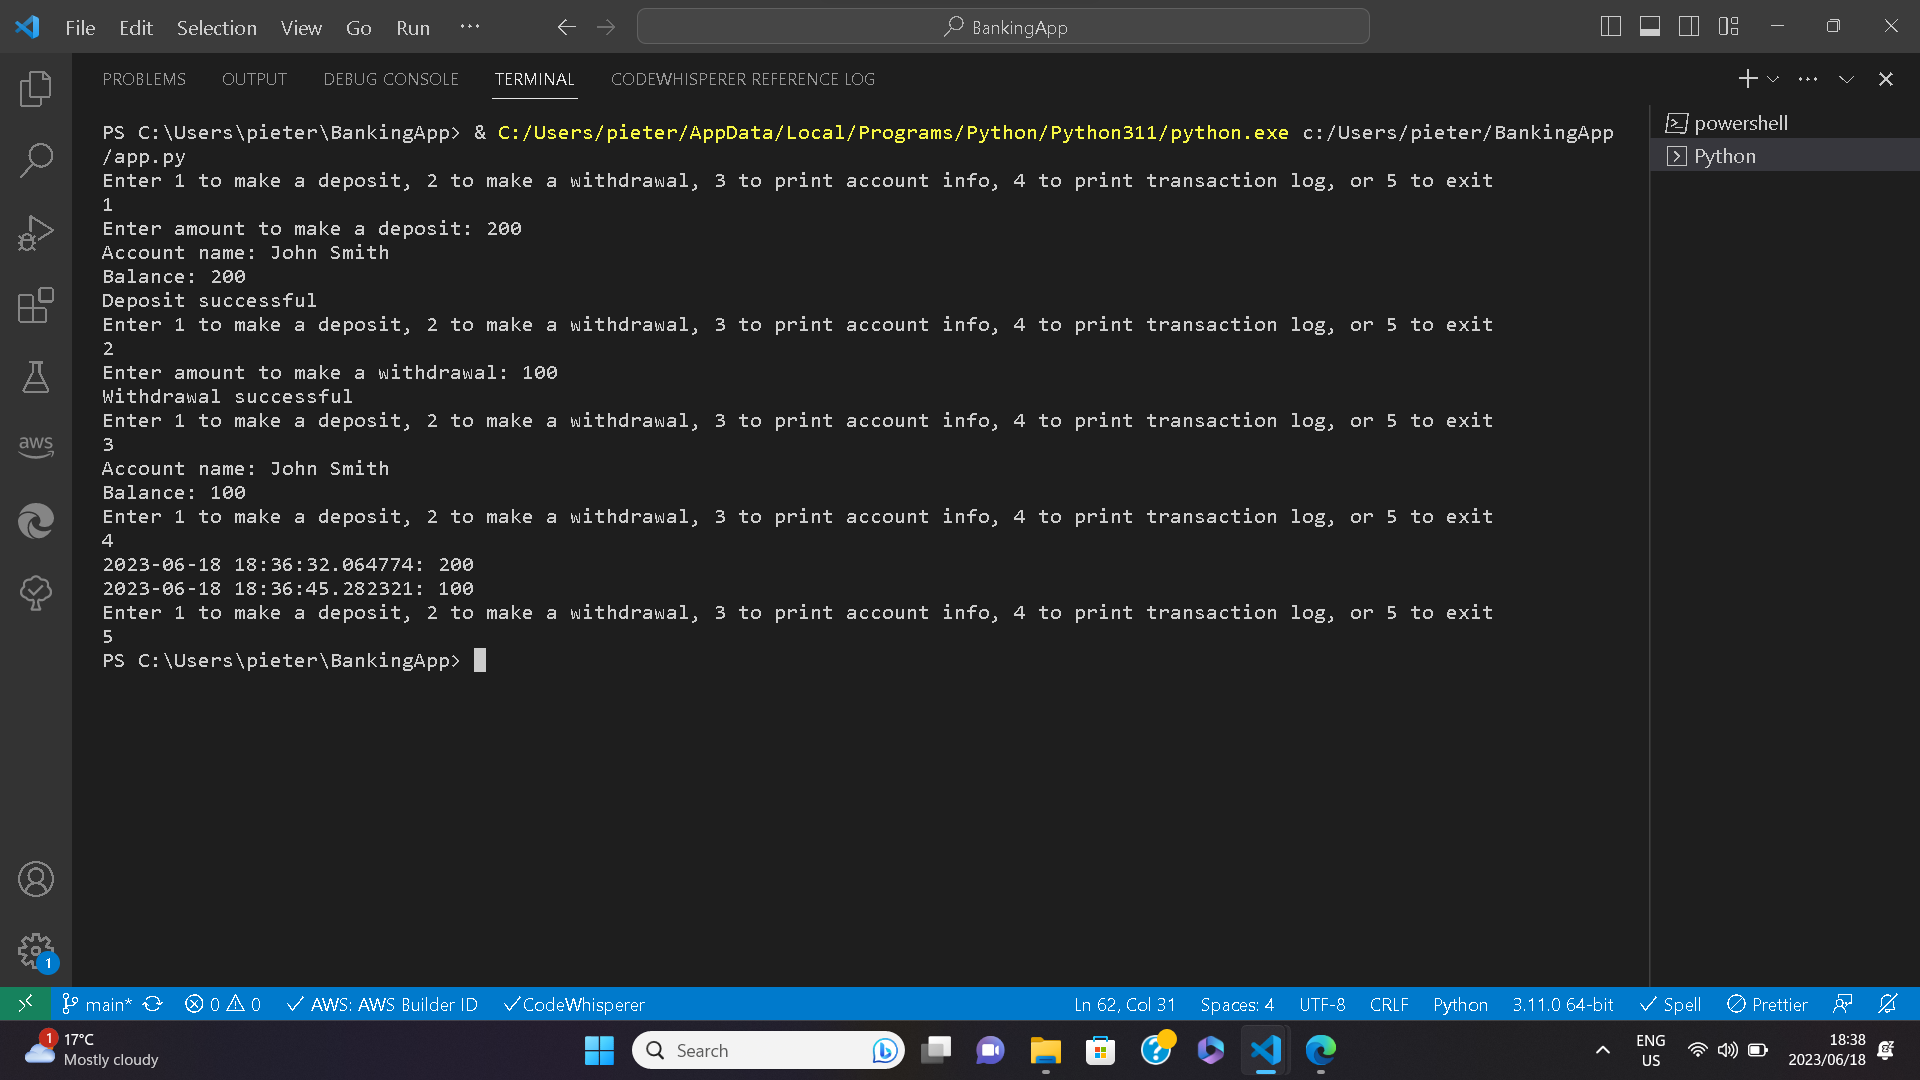 File Edit Selection View Go Run ... BankingApp
PROBLEMS OUTPUT DEBUG CONSOLE TERMINAL CODEWHISPERER REFERENCE LOG
powershell
Python
PS C:\Users\pieter\BankingApp> & C:/Users/pieter/AppData/Local/Programs/Python/Python311/python.exe c:/Users/pieter/BankingApp
/app.py
Enter 1 to make a deposit, 2 to make a withdrawal, 3 to print account info, 4 to print transaction log, or 5 to exit
1
Enter amount to make a deposit: 200
Account name: John Smith
Balance: 200
Deposit successful
Enter 1 to make a deposit, 2 to make a withdrawal, 3 to print account info, 4 to print transaction log, or 5 to exit
2
Enter amount to make a withdrawal: 100
Withdrawal successful
Enter 1 to make a deposit, 2 to make a withdrawal, 3 to print account info, 4 to print transaction log, or 5 to exit
3
Account name: John Smith
Balance: 100
Enter 1 to make a deposit, 2 to make a withdrawal, 3 to print account info, 4 to print transaction log, or 5 to exit
4
2023-06-18 18:36:32.064774: 200
2023-06-18 18:36:45.282321: 100
Enter 1 to make a deposit, 2 to make a withdrawal, 3 to print account info, 4 to print transaction log, or 5 to exit
5
PS C:\Users\pieter\BankingApp>
aws
1
main* 0 0 AWS: AWS Builder ID CodeWhisperer Ln 62, Col 31 Spaces: 4 UTF-8 CRLF Python 3.11.0 64-bit Spell Prettier
1 17°C
Mostly cloudy
Search
ENG
US
18:38
2023/06/18